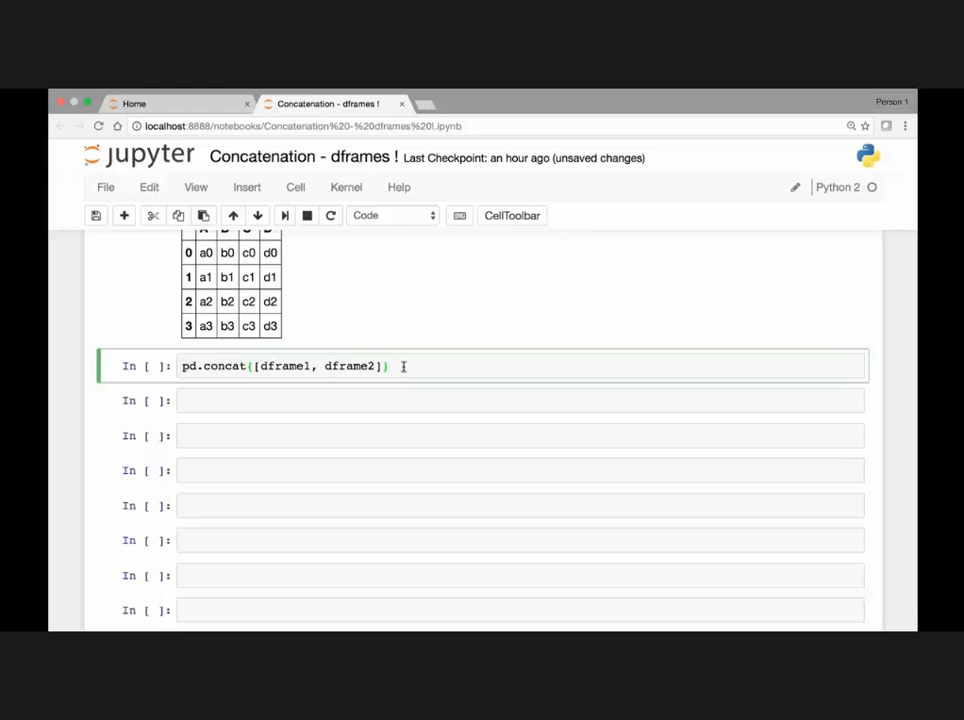 Home
Concatenation - dframes !
Person 1
localhost:8888/notebooks/Concatenation%20-%20dframes%20!.ipynb
jupyter
Concatenation - dframes ! Last Checkpoint: an hour ago (unsaved changes)
File Edit View Insert Cell Kernel Help
Python 2
Code
CellToolbar
A B C D
0 a0 b0 c0 d0
1 a1 b1 c1 d1
2 a2 b2 c2 d2
3 a3 b3 c3 d3
In [ ]: pd.concat([dframe1, dframe2])
In [ ]:
In [ ]:
In [ ]:
In [ ]:
In [ ]:
In [ ]:
In [ ]: